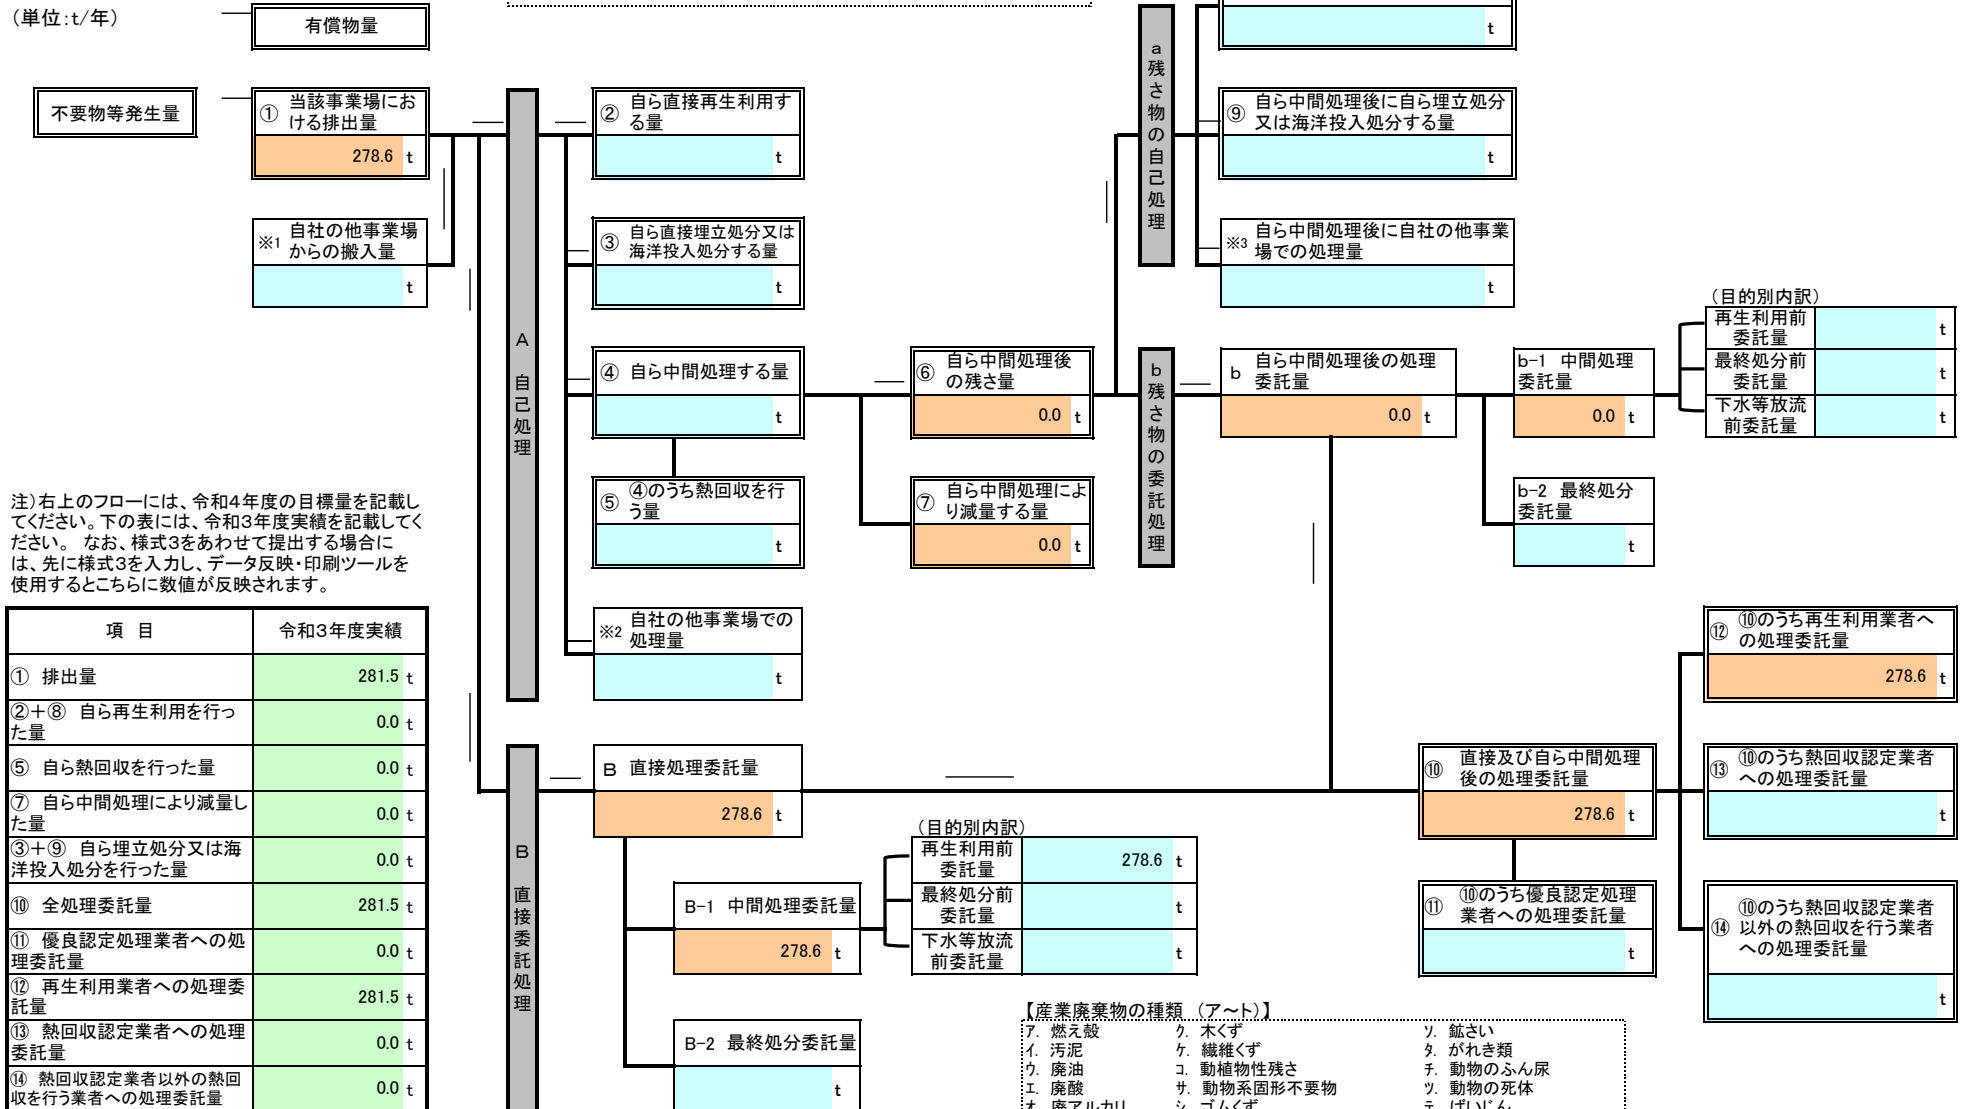 （単位：t/年）
有償物量
t
不要物等発生量
① 当該事業場にお
ける排出量
278.6 t
※1 自社の他事業場
からの搬入量
t
A 自己処理
② 自ら直接再生利用す
る量
t
③ 自ら直接埋立処分又は
海洋投入処分する量
t
④ 自ら中間処理する量
t
⑤ ④のうち熱回収を行
う量
t
※2 自社の他事業場での
処理量
t
⑥ 自ら中間処理後
の残さ量
0.0 t
⑦ 自ら中間処理によ
り減量する量
0.0 t
a 残さ物の自己処理
⑨ 自ら中間処理後に自ら埋立処分
又は海洋投入処分する量
t
※3 自ら中間処理後に自社の他事業
場での処理量
t
b 残さ物の委託処理
b 自ら中間処理後の処理
委託量
0.0 t
b-1 中間処理
委託量
0.0 t
b-2 最終処分
委託量
t
（目的別内訳）
再生利用前
委託量
t
最終処分前
委託量
t
下水等放流
前委託量
t
注）右上のフローには、令和４年度の目標量を記載し
てください。下の表には、令和３年度実績を記載してく
ださい。 なお、様式３をあわせて提出する場合に
は、先に様式３を入力し、データ反映・印刷ツールを
使用するとこちらに数値が反映されます。
項 目 令和３年度実績
① 排出量 281.5 t
②＋⑧ 自ら再生利用を行っ
た量 0.0 t
⑤ 自ら熱回収を行った量 0.0 t
⑦ 自ら中間処理により減量し
た量 0.0 t
③＋⑨ 自ら埋立処分又は海
洋投入処分を行った量 0.0 t
⑩ 全処理委託量 281.5 t
⑪ 優良認定処理業者への処
理委託量 0.0 t
⑫ 再生利用業者への処理委
託量 281.5 t
⑬ 熱回収認定業者への処理
委託量 0.0 t
⑭ 熱回収認定業者以外の熱回
収を行う業者への処理委託量 0.0 t
B 直接委託処理
B 直接処理委託量
278.6 t
B-1 中間処理委託量
278.6 t
B-2 最終処分委託量
t
（目的別内訳）
再生利用前
委託量
278.6 t
最終処分前
委託量
t
下水等放流
前委託量
t
⑩ 直接及び自ら中間処理
後の処理委託量
278.6 t
⑪ ⑩のうち優良認定処理
業者への処理委託量
t
⑫ ⑩のうち再生利用業者へ
の処理委託量
278.6 t
⑬ ⑩のうち熱回収認定業者
への処理委託量
t
⑭ ⑩のうち熱回収認定業者
以外の熱回収を行う業者
への処理委託量
t
【産業廃棄物の種類 （ア～ト）】
ｱ. 燃え殻 ｸ. 木くず ｿ. 鉱さい
ｲ. 汚泥 ｹ. 繊維くず ﾀ. がれき類
ｳ. 廃油 ｺ. 動植物性残さ ﾁ. 動物のふん尿
ｴ. 廃酸 ｻ. 動物系固形不要物 ﾂ. 動物の死体
ｵ. 廃アルカリ ｼ. ゴムくず ﾃ. ばいじん